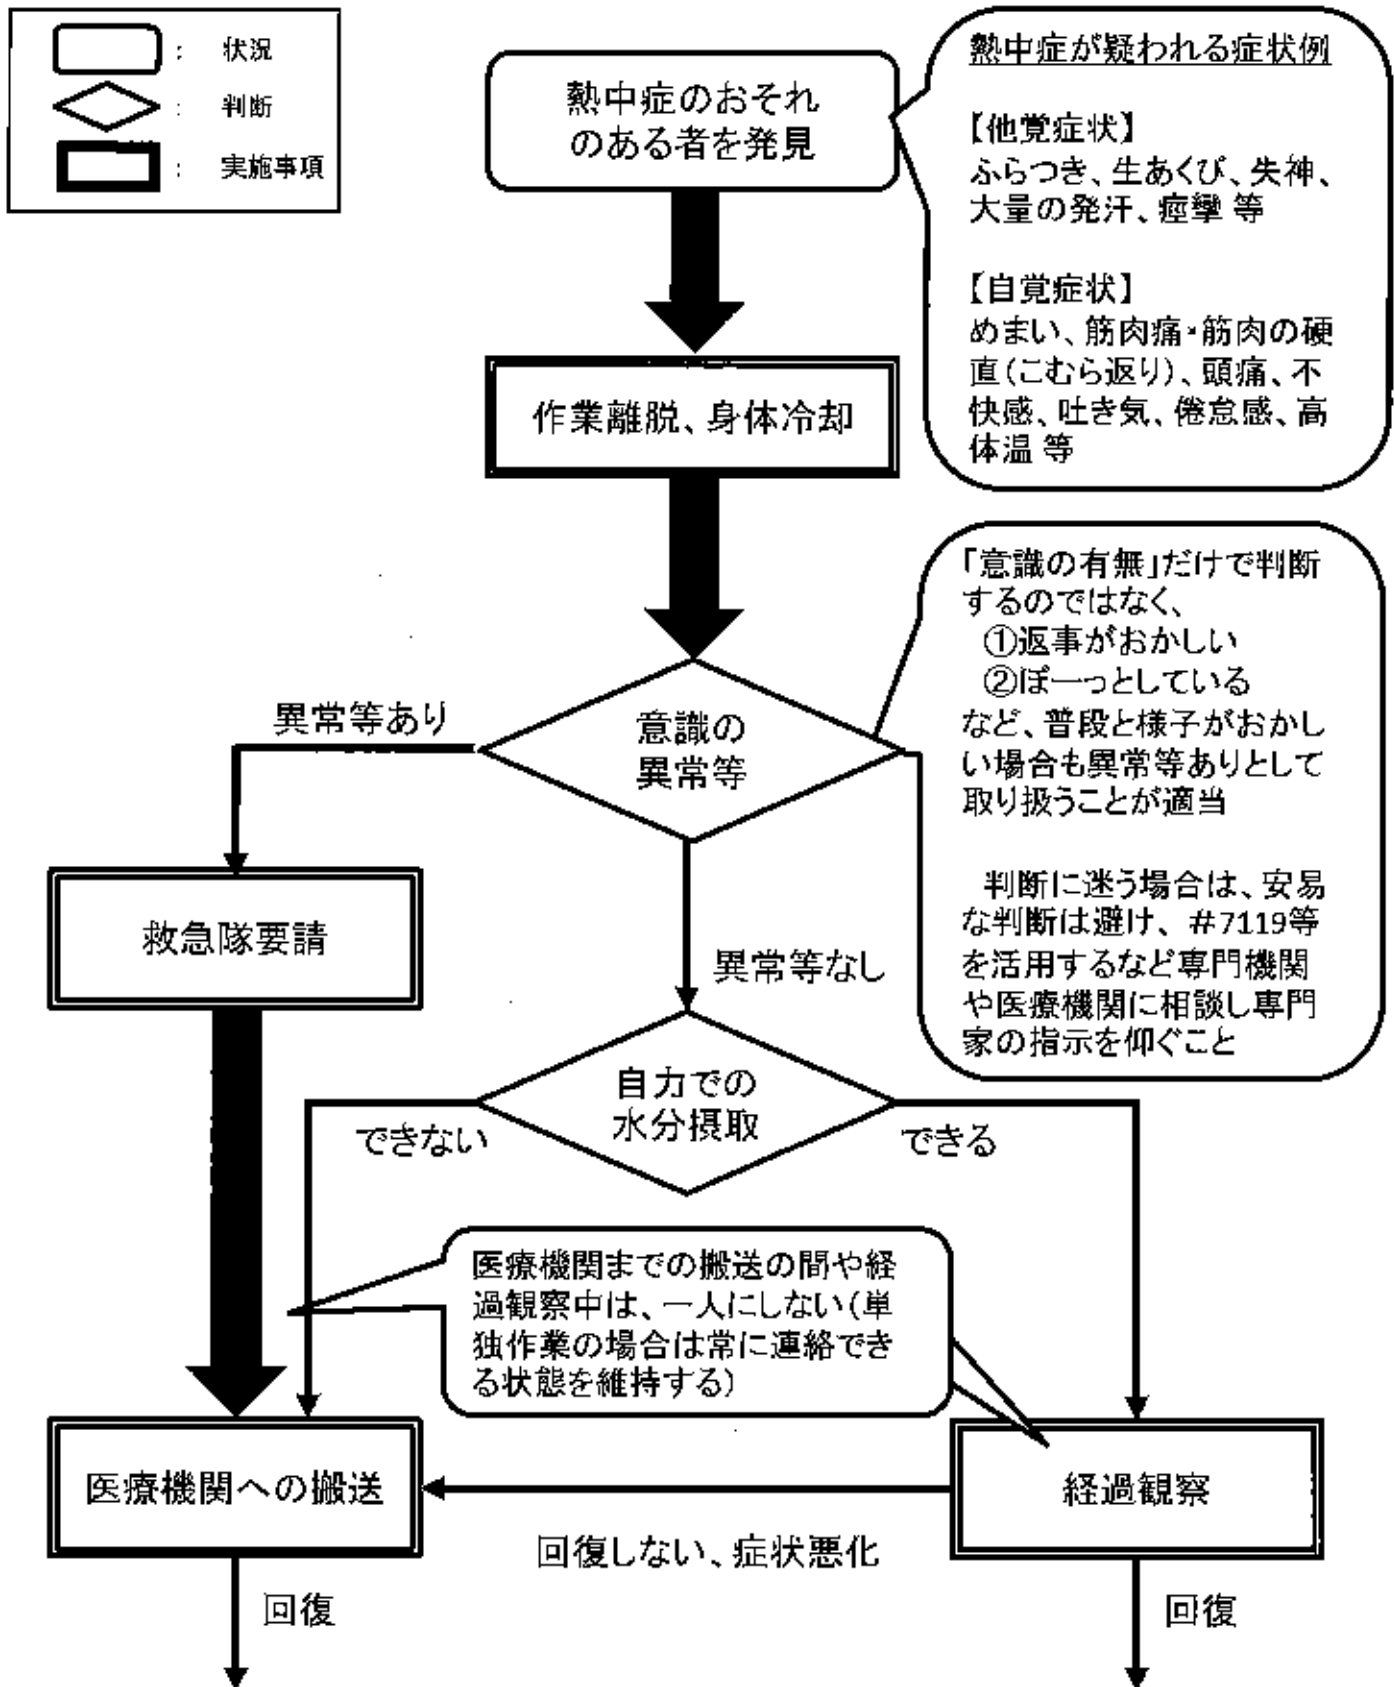 ： 状況
： 判断
： 実施事項
熱中症のおそれ
のある者を発見
熱中症が疑われる症状例
【他覚症状】
ふらつき、生あくび、失神、
大量の発汗、痙攣 等
【自覚症状】
めまい、筋肉痛・筋肉の硬
直（こむら返り）、頭痛、不
快感、吐き気、倦怠感、高
体温 等
作業離脱、身体冷却
「意識の有無」だけで判断
するのではなく、
①返事がおかしい
②ぼーっとしている
など、普段と様子がおかし
い場合も異常等ありとして
取り扱うことが適当
判断に迷う場合は、安易
な判断は避け、＃7119等
を活用するなど専門機関
や医療機関に相談し専門
家の指示を仰ぐこと
異常等あり
意識の
異常等
救急隊要請
異常等なし
自力での
水分摂取
できない
できる
医療機関までの搬送の間や経
過観察中は、一人にしない（単
独作業の場合は常に連絡でき
る状態を維持する）
医療機関への搬送
経過観察
回復しない、症状悪化
回復
回復